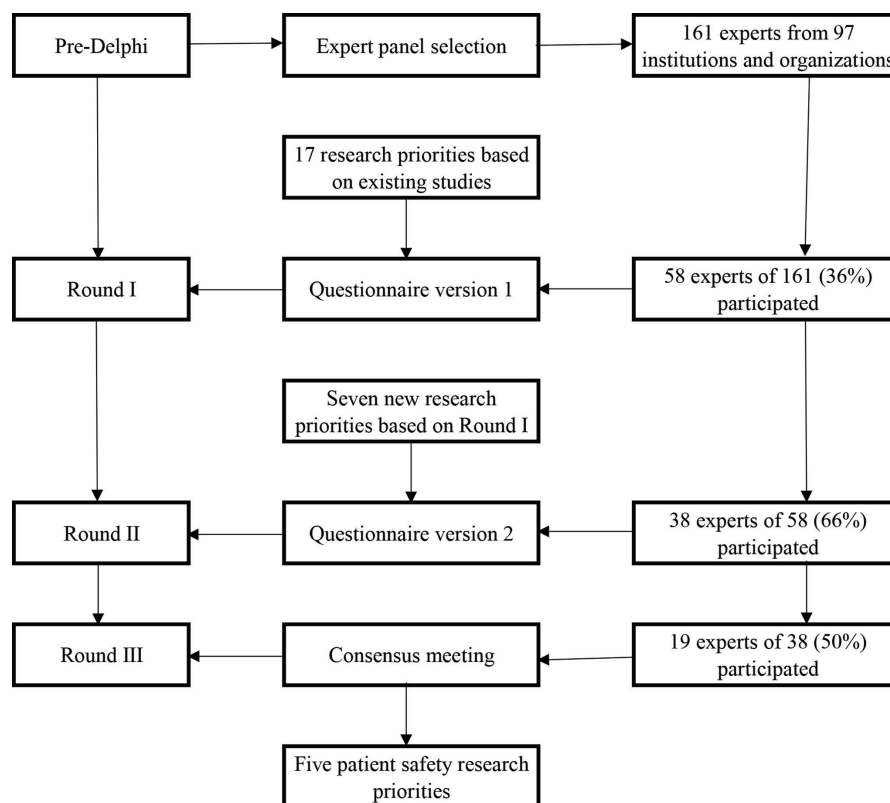 Pre-Delphi
Expert panel selection
161 experts from 97
institutions and organizations
17 research priorities based
on existing studies
Round I
Questionnaire version 1
58 experts of 161 (36%)
participated
Seven new research
priorities based on Round I
Round II
Questionnaire version 2
38 experts of 58 (66%)
participated
Round III
Consensus meeting
19 experts of 38 (50%)
participated
Five patient safety research
priorities